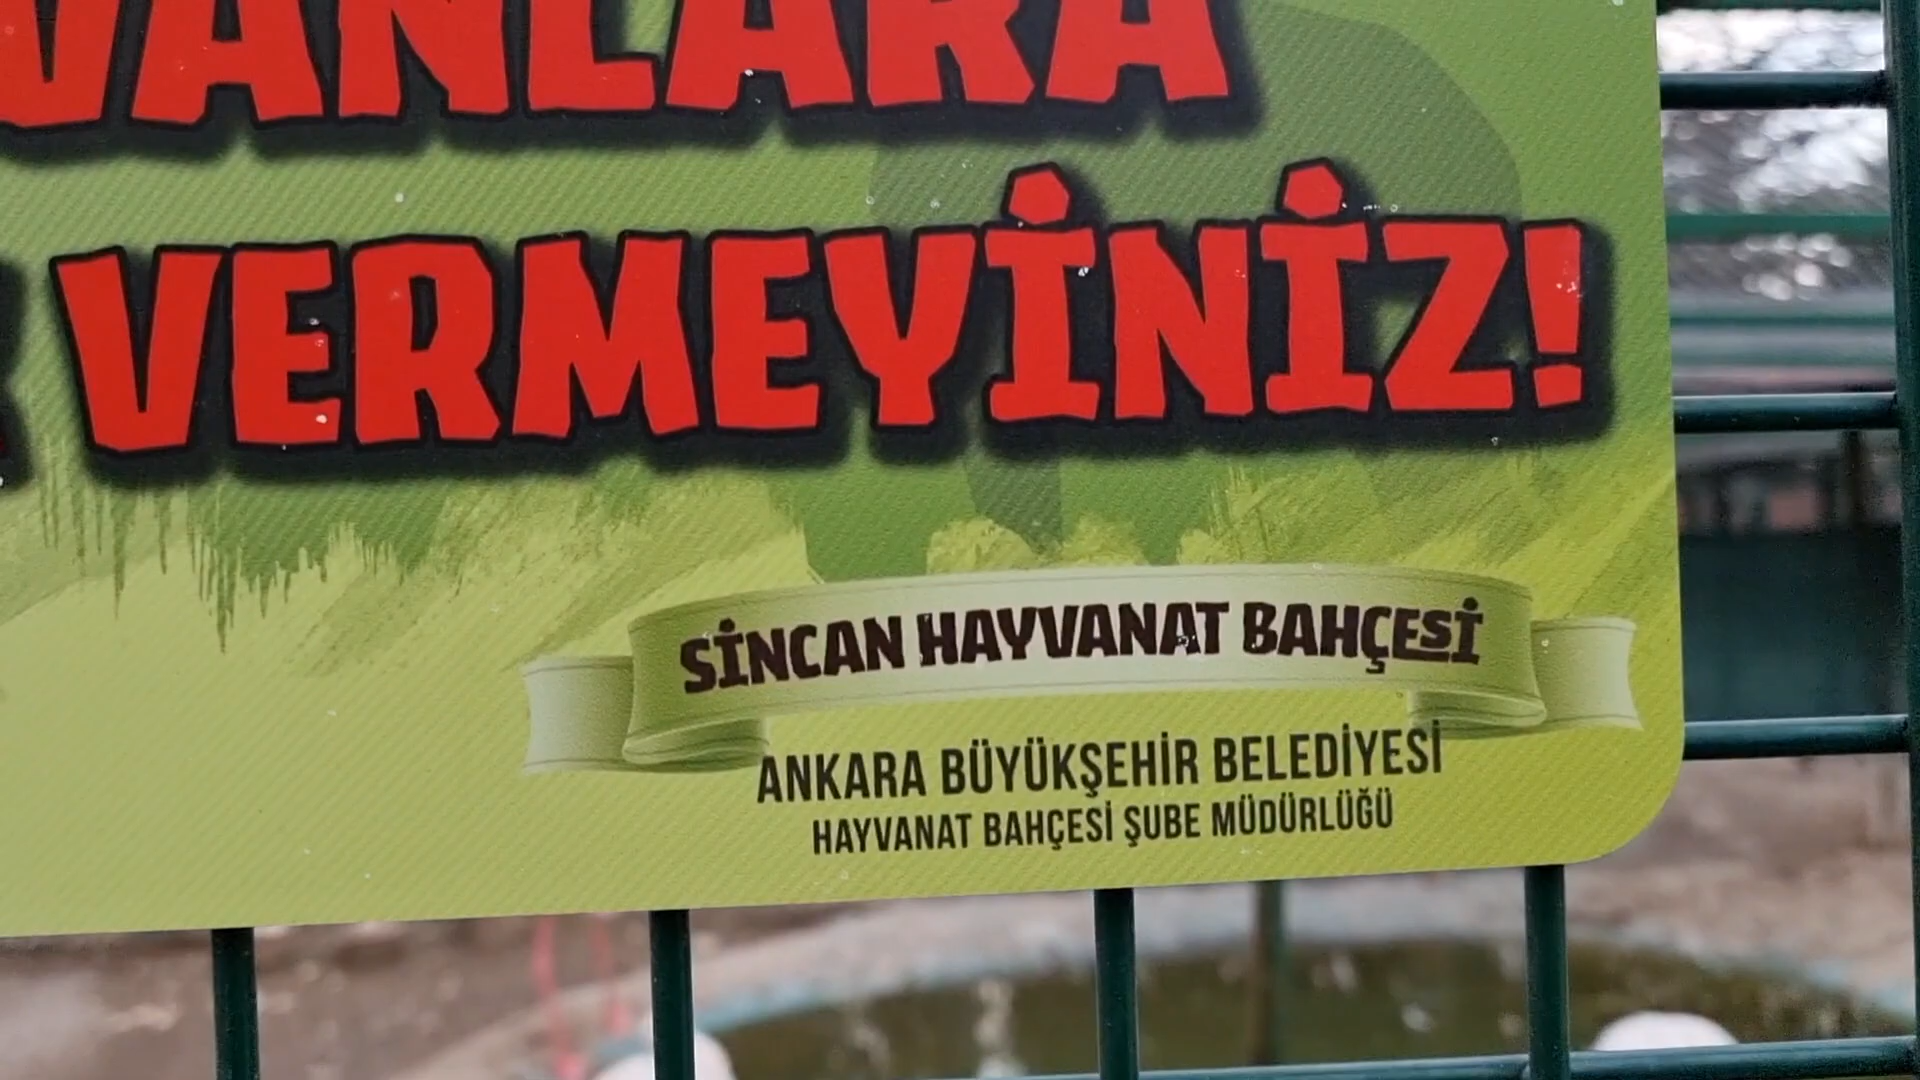 VANLARA
VERMEYİNİZ!
SİNCAN HAYVANAT BAHÇESİ
ANKARA BÜYÜKŞEHİR BELEDİYESİ
HAYVANAT BAHÇESİ ŞUBE MÜDÜRLÜĞÜ